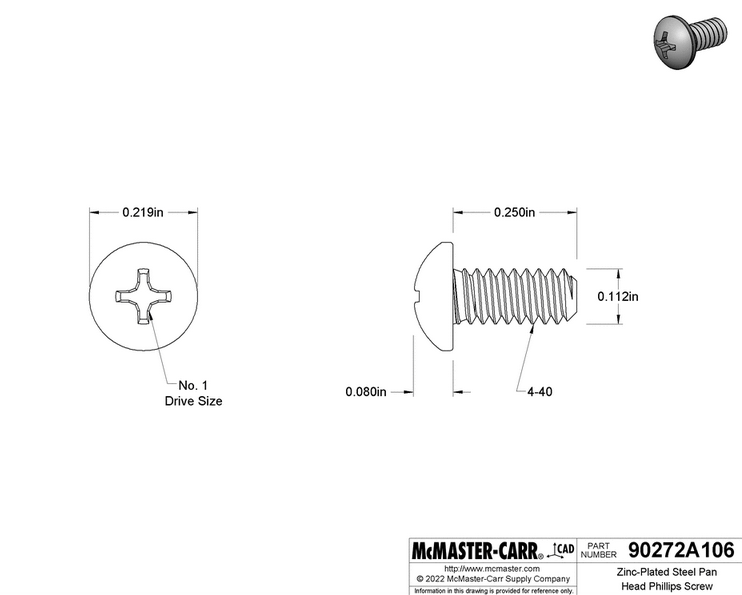 0.219in
0.250in
0.112in
0.080in
4-40
No. 1
Drive Size
McMASTER-CARR® CAD
PART NUMBER
90272A106
http://www.mcmaster.com
© 2022 McMaster-Carr Supply Company
Information in this drawing is provided for reference only.
Zinc-Plated Steel Pan
Head Phillips Screw